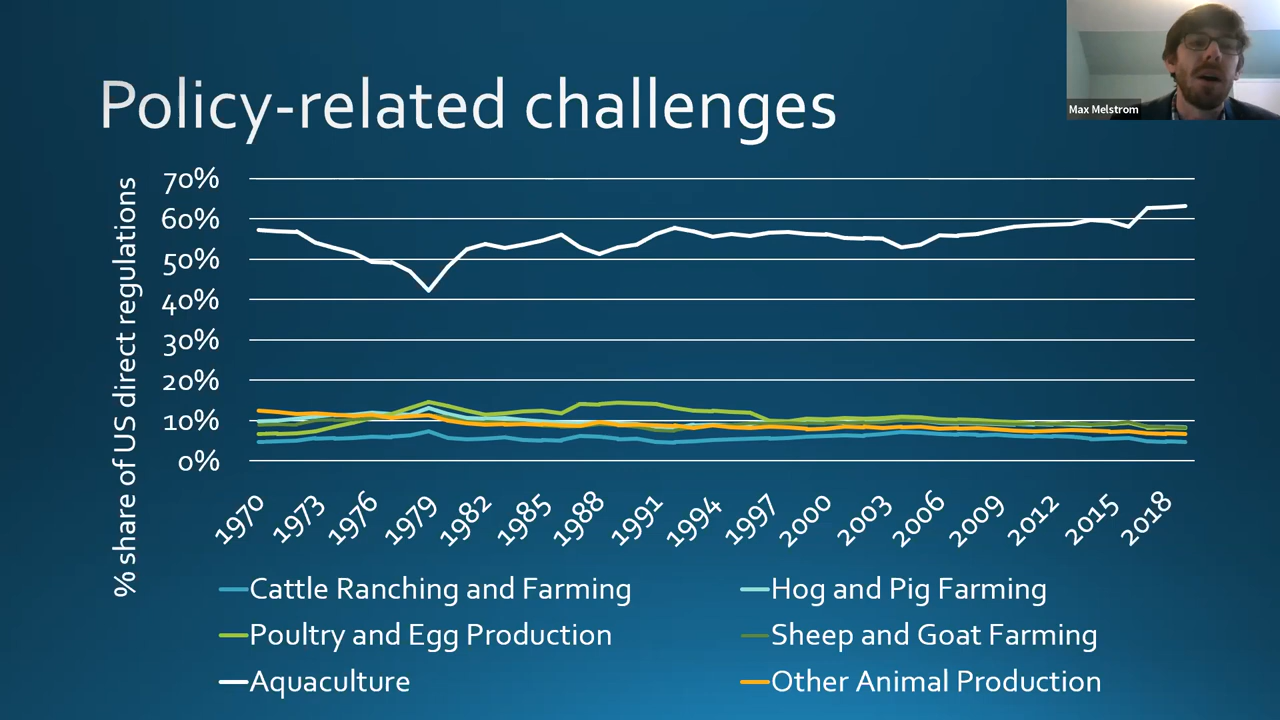 Policy-related challenges
Max Melstrom
% share of US direct regulations
70%
60%
50%
40%
30%
20%
10%
0%
1970
1973
1976
1979
1982
1985
1988
1991
1994
1997
2000
2003
2006
2009
2012
2015
2018
Cattle Ranching and Farming
Hog and Pig Farming
Poultry and Egg Production
Sheep and Goat Farming
Aquaculture
Other Animal Production